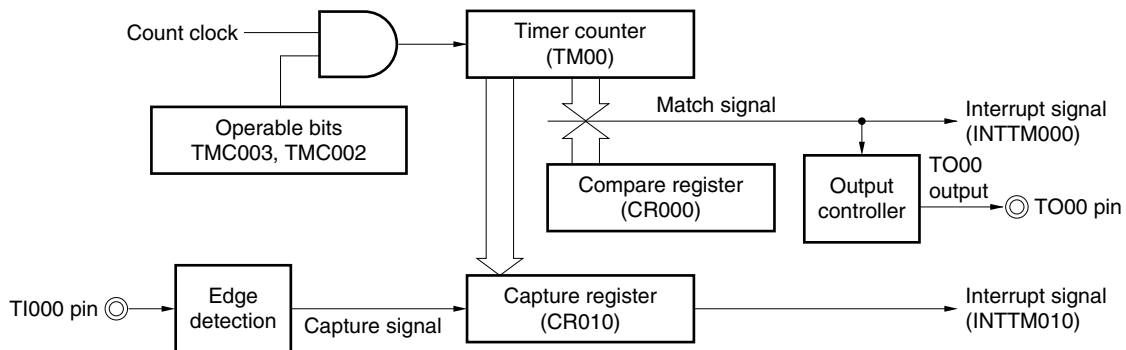 Count clock
Timer counter
(TM00)
Operable bits
TMC003, TMC002
Match signal
Interrupt signal
(INTTM000)
Compare register
(CR000)
Output
controller
TO00
output
TO00 pin
TI000 pin
Edge
detection
Capture signal
Capture register
(CR010)
Interrupt signal
(INTTM010)